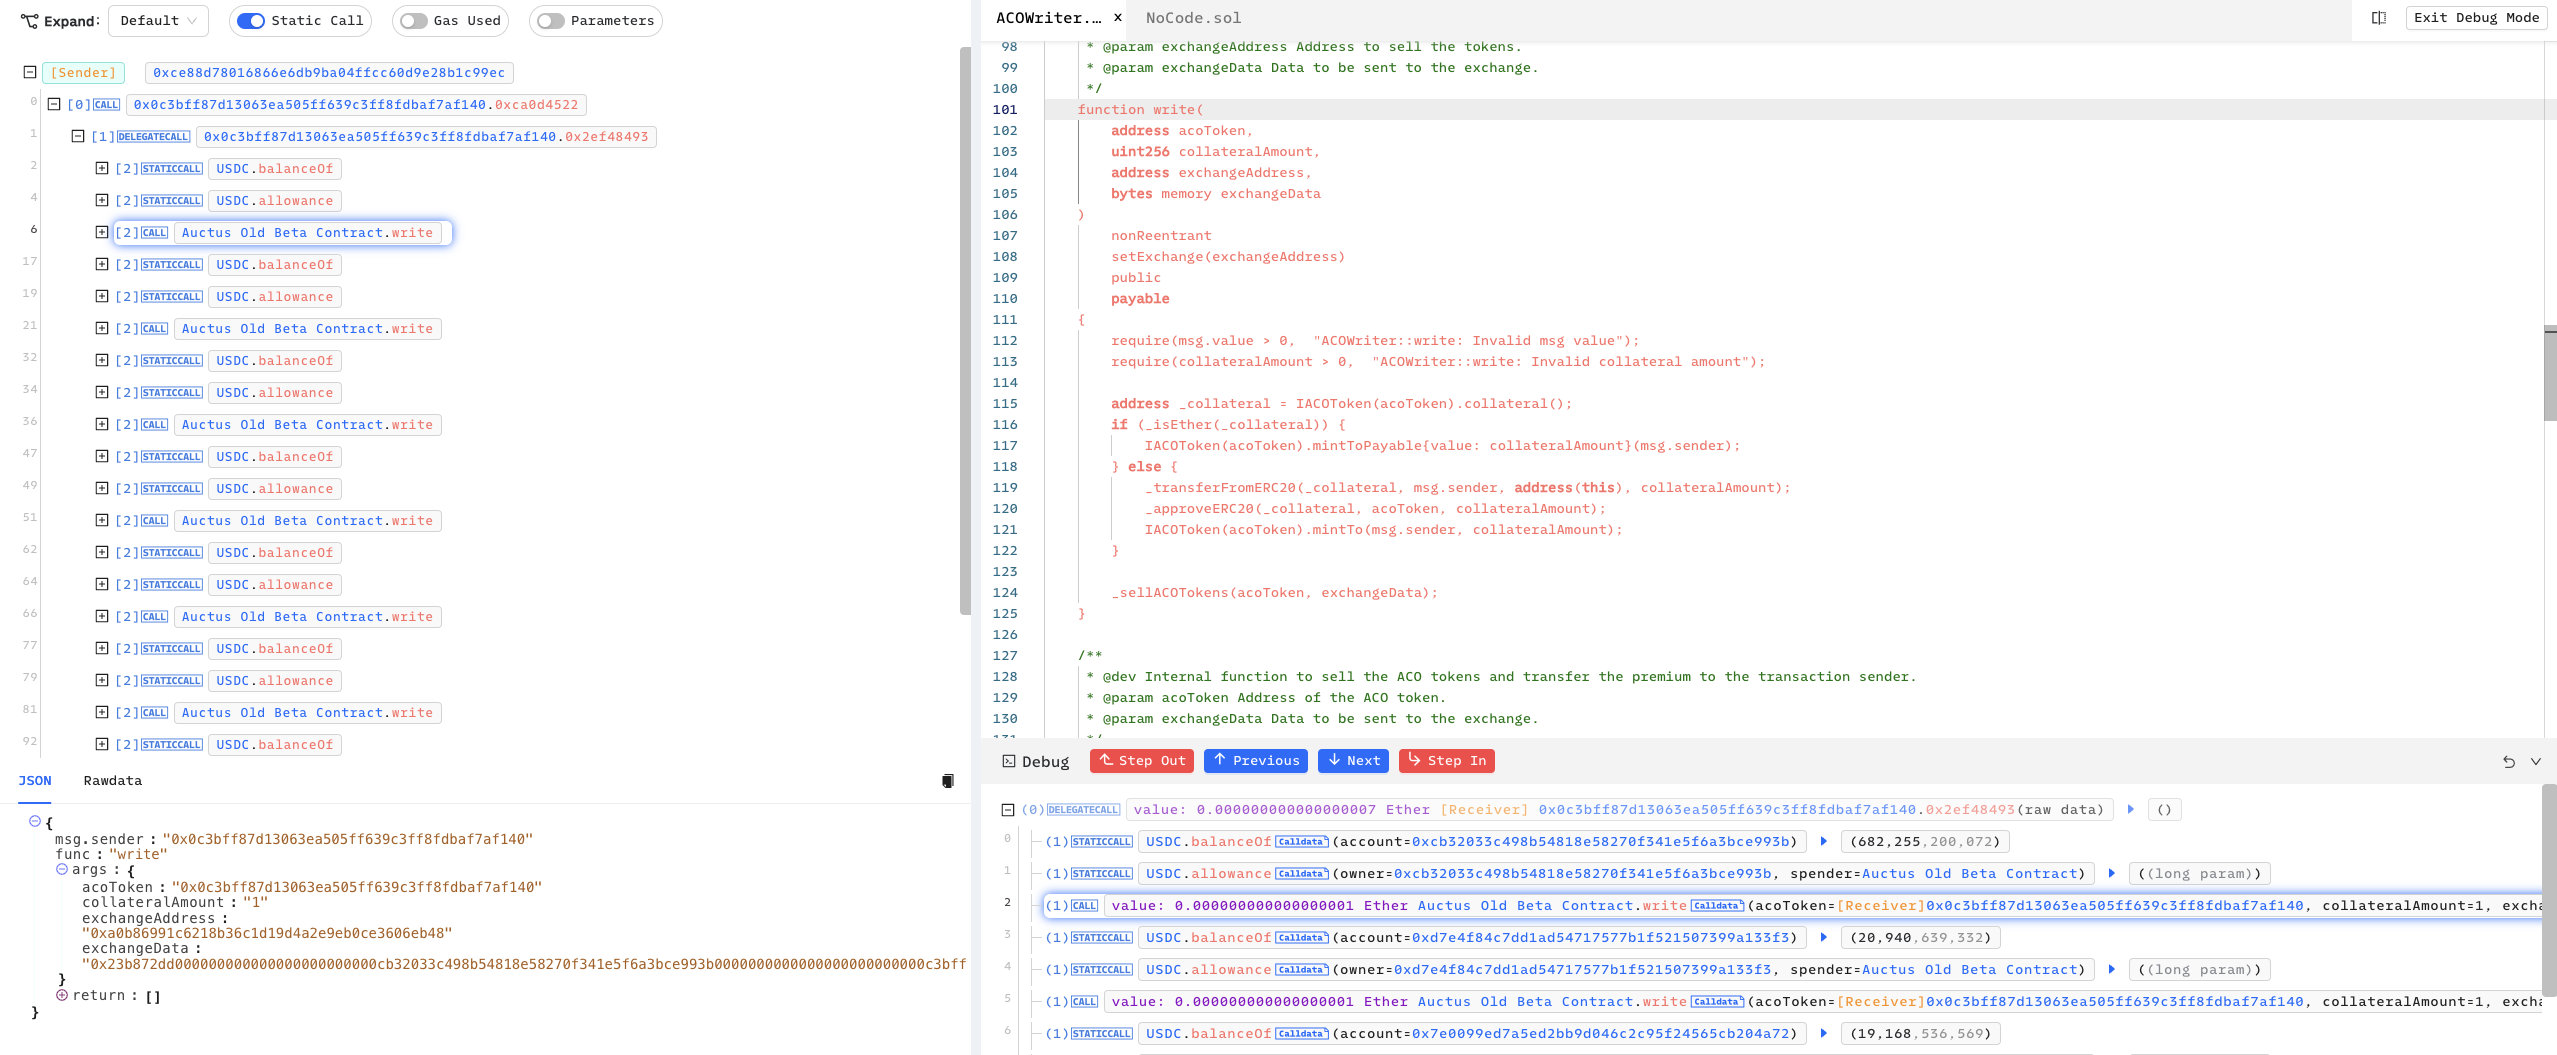 Expand: Default Static Call Gas Used Parameters
[Sender] 0xce88d78016866e6db9ba04ffcc60d9e28b1c99ec
0 [0] CALL 0x0c3bff87d13063ea505ff639c3ff8fdbaf7af140.0xca0d4522
1 [1] DELEGATECALL 0x0c3bff87d13063ea505ff639c3ff8fdbaf7af140.0x2ef48493
2 [2] STATICCALL USDC.balanceOf
4 [2] STATICCALL USDC.allowance
6 [2] CALL Auctus Old Beta Contract.write
17 [2] STATICCALL USDC.balanceOf
19 [2] STATICCALL USDC.allowance
21 [2] CALL Auctus Old Beta Contract.write
32 [2] STATICCALL USDC.balanceOf
34 [2] STATICCALL USDC.allowance
36 [2] CALL Auctus Old Beta Contract.write
47 [2] STATICCALL USDC.balanceOf
49 [2] STATICCALL USDC.allowance
51 [2] CALL Auctus Old Beta Contract.write
62 [2] STATICCALL USDC.balanceOf
64 [2] STATICCALL USDC.allowance
66 [2] CALL Auctus Old Beta Contract.write
77 [2] STATICCALL USDC.balanceOf
79 [2] STATICCALL USDC.allowance
81 [2] CALL Auctus Old Beta Contract.write
92 [2] STATICCALL USDC.balanceOf
JSON Rawdata
{
msg.sender : "0x0c3bff87d13063ea505ff639c3ff8fdbaf7af140"
func : "write"
args : {
acoToken : "0x0c3bff87d13063ea505ff639c3ff8fdbaf7af140"
collateralAmount : "1"
exchangeAddress :
"0xa0b86991c6218b36c1d19d4a2e9eb0ce3606eb48"
exchangeData :
"0x23b872dd000000000000000000000000cb32033c498b54818e58270f341e5f6a3bce993b0000000000000000000000000c3bff
}
return : []
}
ACOWriter.… × NoCode.sol Exit Debug Mode
98 * @param exchangeAddress Address to sell the tokens.
99 * @param exchangeData Data to be sent to the exchange.
100 */
101 function write(
102 address acoToken,
103 uint256 collateralAmount,
104 address exchangeAddress,
105 bytes memory exchangeData
106 )
107 nonReentrant
108 setExchange(exchangeAddress)
109 public
110 payable
111 {
112 require(msg.value > 0,  "ACOWriter::write: Invalid msg value");
113 require(collateralAmount > 0,  "ACOWriter::write: Invalid collateral amount");
114
115 address _collateral = IACOToken(acoToken).collateral();
116 if (_isEther(_collateral)) {
117 IACOToken(acoToken).mintToPayable{value: collateralAmount}(msg.sender);
118 } else {
119 _transferFromERC20(_collateral, msg.sender, address(this), collateralAmount);
120 _approveERC20(_collateral, acoToken, collateralAmount);
121 IACOToken(acoToken).mintTo(msg.sender, collateralAmount);
122 }
123
124 _sellACOTokens(acoToken, exchangeData);
125 }
126
127 /**
128 * @dev Internal function to sell the ACO tokens and transfer the premium to the transaction sender.
129 * @param acoToken Address of the ACO token.
130 * @param exchangeData Data to be sent to the exchange.
Debug Step Out Previous Next Step In
(0) DELEGATECALL value: 0.000000000000000007 Ether [Receiver] 0x0c3bff87d13063ea505ff639c3ff8fdbaf7af140.0x2ef48493(raw data) ()
0 (1) STATICCALL USDC.balanceOf Calldata (account=0xcb32033c498b54818e58270f341e5f6a3bce993b) (682,255,200,072)
1 (1) STATICCALL USDC.allowance Calldata (owner=0xcb32033c498b54818e58270f341e5f6a3bce993b, spender=Auctus Old Beta Contract) ((long param))
2 (1) CALL value: 0.000000000000000001 Ether Auctus Old Beta Contract.write Calldata (acoToken=[Receiver]0x0c3bff87d13063ea505ff639c3ff8fdbaf7af140, collateralAmount=1, excha
3 (1) STATICCALL USDC.balanceOf Calldata (account=0xd7e4f84c7dd1ad54717577b1f521507399a133f3) (20,940,639,332)
4 (1) STATICCALL USDC.allowance Calldata (owner=0xd7e4f84c7dd1ad54717577b1f521507399a133f3, spender=Auctus Old Beta Contract) ((long param))
5 (1) CALL value: 0.000000000000000001 Ether Auctus Old Beta Contract.write Calldata (acoToken=[Receiver]0x0c3bff87d13063ea505ff639c3ff8fdbaf7af140, collateralAmount=1, excha
6 (1) STATICCALL USDC.balanceOf Calldata (account=0x7e0099ed7a5ed2bb9d046c2c95f24565cb204a72) (19,168,536,569)